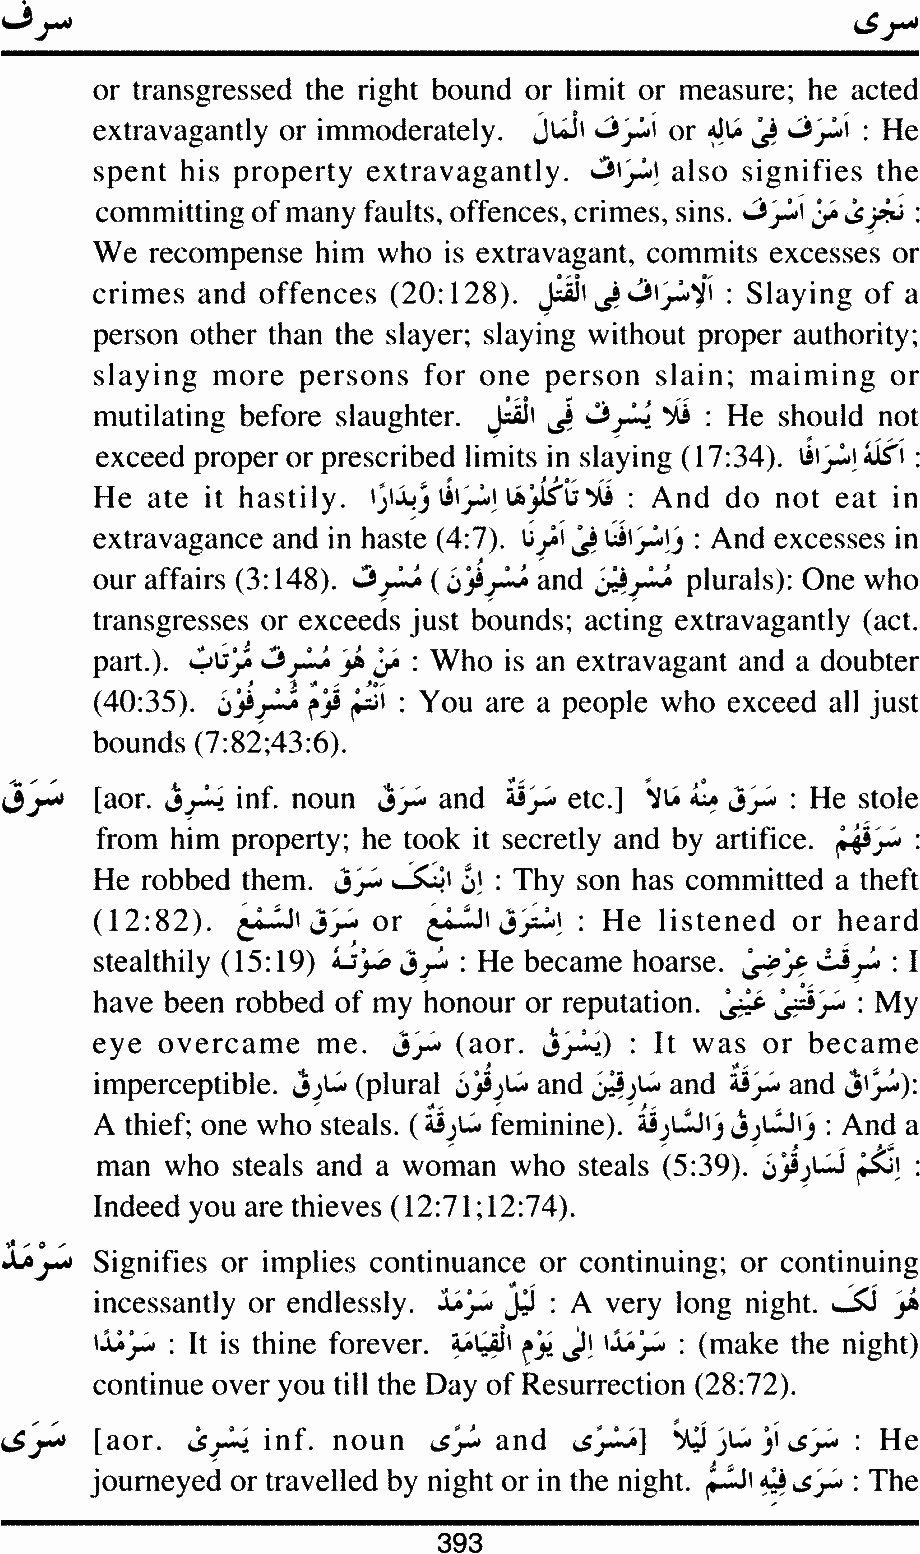 سرف سری
or transgressed the right bound or limit or measure; he acted
extravagantly or immoderately. اَسْرَفَ الْمَالَ or اَسْرَفَ فِیْ مَالِهٖ : He
spent his property extravagantly. اِسْرَافٌ also signifies the
committing of many faults, offences, crimes, sins. نَجْزِیْ مَنْ اَسْرَفَ :
We recompense him who is extravagant, commits excesses or
crimes and offences (20:128). اَلْاِسْرَافُ فِی الْقَتْلِ : Slaying of a
person other than the slayer; slaying without proper authority;
slaying more persons for one person slain; maiming or
mutilating before slaughter. فَلَا یُسْرِفْ فِّی الْقَتْلِ : He should not
exceed proper or prescribed limits in slaying (17:34). اَكَلَهٗ اِسْرَافًا :
He ate it hastily. فَلَا تَاْكُلُوْهَا اِسْرَافًا وَّبِدَارًا : And do not eat in
extravagance and in haste (4:7). وَاِسْرَافَنَا فِیْ اَمْرِنَا : And excesses in
our affairs (3:148). مُسْرِفٌ (مُسْرِفُوْنَ and مُسْرِفِیْنَ plurals): One who
transgresses or exceeds just bounds; acting extravagantly (act.
part.). مَنْ هُوَ مُسْرِفٌ مُّرْتَابٌ : Who is an extravagant and a doubter
(40:35). اَنْتُمْ قَوْمٌ مُّسْرِفُوْنَ : You are a people who exceed all just
bounds (7:82;43:6).
سَرَقَ [aor. یَسْرِقُ inf. noun سَرَقٌ and سَرِقَةٌ etc.] سَرَقَ مِنْهُ مَالاً : He stole
from him property; he took it secretly and by artifice. سَرَقَهُمْ :
He robbed them. اِنَّ ابْنَکَ سَرَقَ : Thy son has committed a theft
(12:82). سَرَقَ السَّمْعَ or اِسْتَرَقَ السَّمْعَ : He listened or heard
stealthily (15:19) سُرِقَ صَوْتُهٗ : He became hoarse. سُرِقَتْ عِرْضِیْ : I
have been robbed of my honour or reputation. سَرَقَتْنِیْ عَیْنِیْ : My
eye overcame me. سَرِقَ (aor. یَسْرَقُ) : It was or became
imperceptible. سَارِقٌ (plural سَارِقُوْنَ and سَارِقِیْنَ and سَرَقَةٌ and سُرَّاقٌ):
A thief; one who steals. (سَارِقَةٌ feminine). وَالسَّارِقُ وَالسَّارِقَةُ : And a
man who steals and a woman who steals (5:39). اِنَّكُمْ لَسَارِقُوْنَ :
Indeed you are thieves (12:71;12:74).
سَرْمَدٌ Signifies or implies continuance or continuing; or continuing
incessantly or endlessly. لَیْلٌ سَرْمَدٌ : A very long night. هُوَ لَکَ
سَرْمَدًا : It is thine forever. سَرْمَدًا اِلٰی یَوْمِ الْقِیَامَةِ : (make the night)
continue over you till the Day of Resurrection (28:72).
سَرَی [aor. یَسْرِیْ inf. noun سُرًی and مَسْرًی] سَرَی اَوْ سَارَ لَیْلاً : He
journeyed or travelled by night or in the night. سَرَی فِیْهِ السَّمُّ : The
393